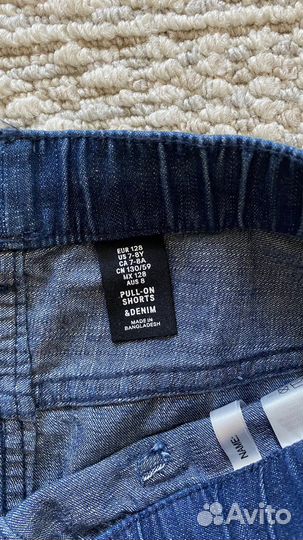 EUR 128
US 7-8Y
CA 7-8A
CN 130/59
MX 128
AUS 8
PULL-ON
SHORTS
&DENIM
MADE IN
BANGLADESH
NAME:
Avito